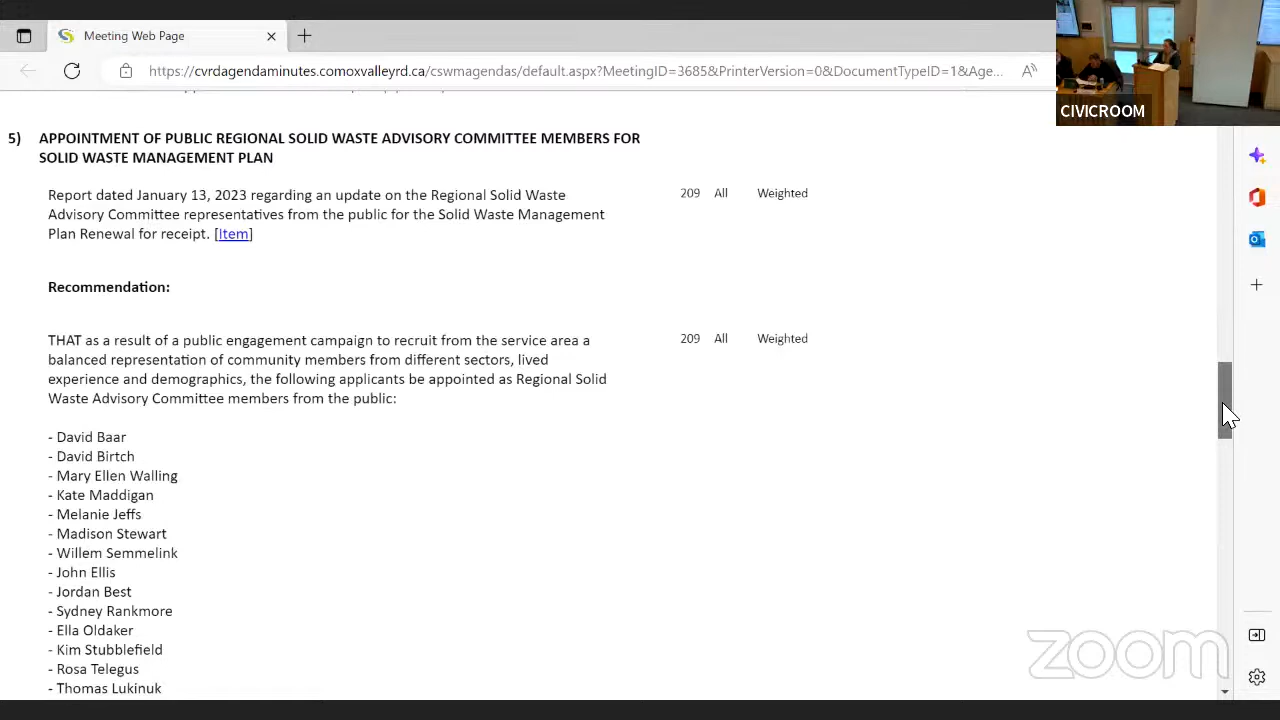 Meeting Web Page
https://cvrdagendaminutes.comoxvalleyrd.ca/cswmagendas/default.aspx?MeetingID=3685&PrinterVersion=0&DocumentTypeID=1&Age...
CIVICROOM
5) APPOINTMENT OF PUBLIC REGIONAL SOLID WASTE ADVISORY COMMITTEE MEMBERS FOR
SOLID WASTE MANAGEMENT PLAN
Report dated January 13, 2023 regarding an update on the Regional Solid Waste 209 All Weighted
Advisory Committee representatives from the public for the Solid Waste Management
Plan Renewal for receipt. [Item]
Recommendation:
THAT as a result of a public engagement campaign to recruit from the service area a 209 All Weighted
balanced representation of community members from different sectors, lived
experience and demographics, the following applicants be appointed as Regional Solid
Waste Advisory Committee members from the public:
- David Baar
- David Birtch
- Mary Ellen Walling
- Kate Maddigan
- Melanie Jeffs
- Madison Stewart
- Willem Semmelink
- John Ellis
- Jordan Best
- Sydney Rankmore
- Ella Oldaker
- Kim Stubblefield
- Rosa Telegus
- Thomas Lukinuk
zoom